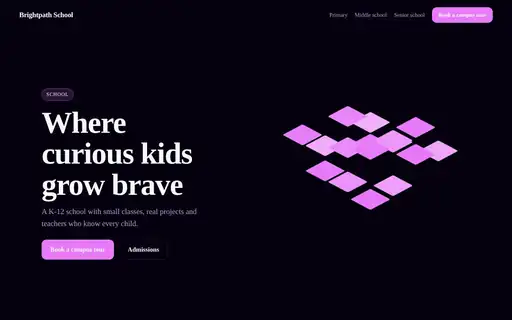 Brightpath School
Primary Middle school Senior school Book a campus tour
SCHOOL
Where
curious kids
grow brave
A K-12 school with small classes, real projects and
teachers who know every child.
Book a campus tour Admissions